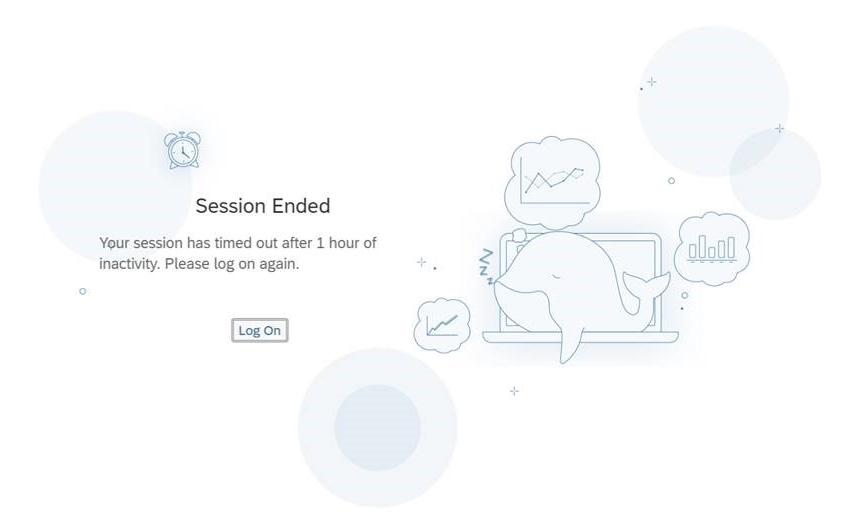 Session Ended
Your session has timed out after 1 hour of
inactivity. Please log on again.
z
z
z
Log On